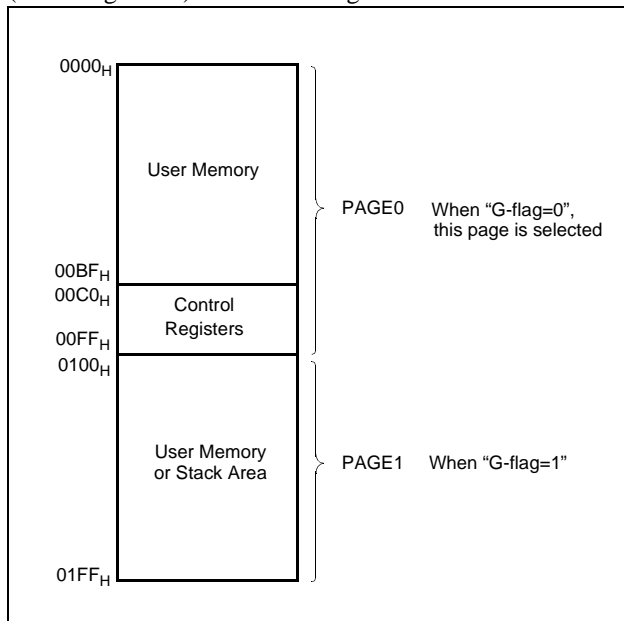 0000H
User Memory
PAGE0 When “G-flag=0”,
this page is selected
00BFH
00C0H
Control
Registers
00FFH
0100H
User Memory
or Stack Area
PAGE1 When “G-flag=1”
01FFH